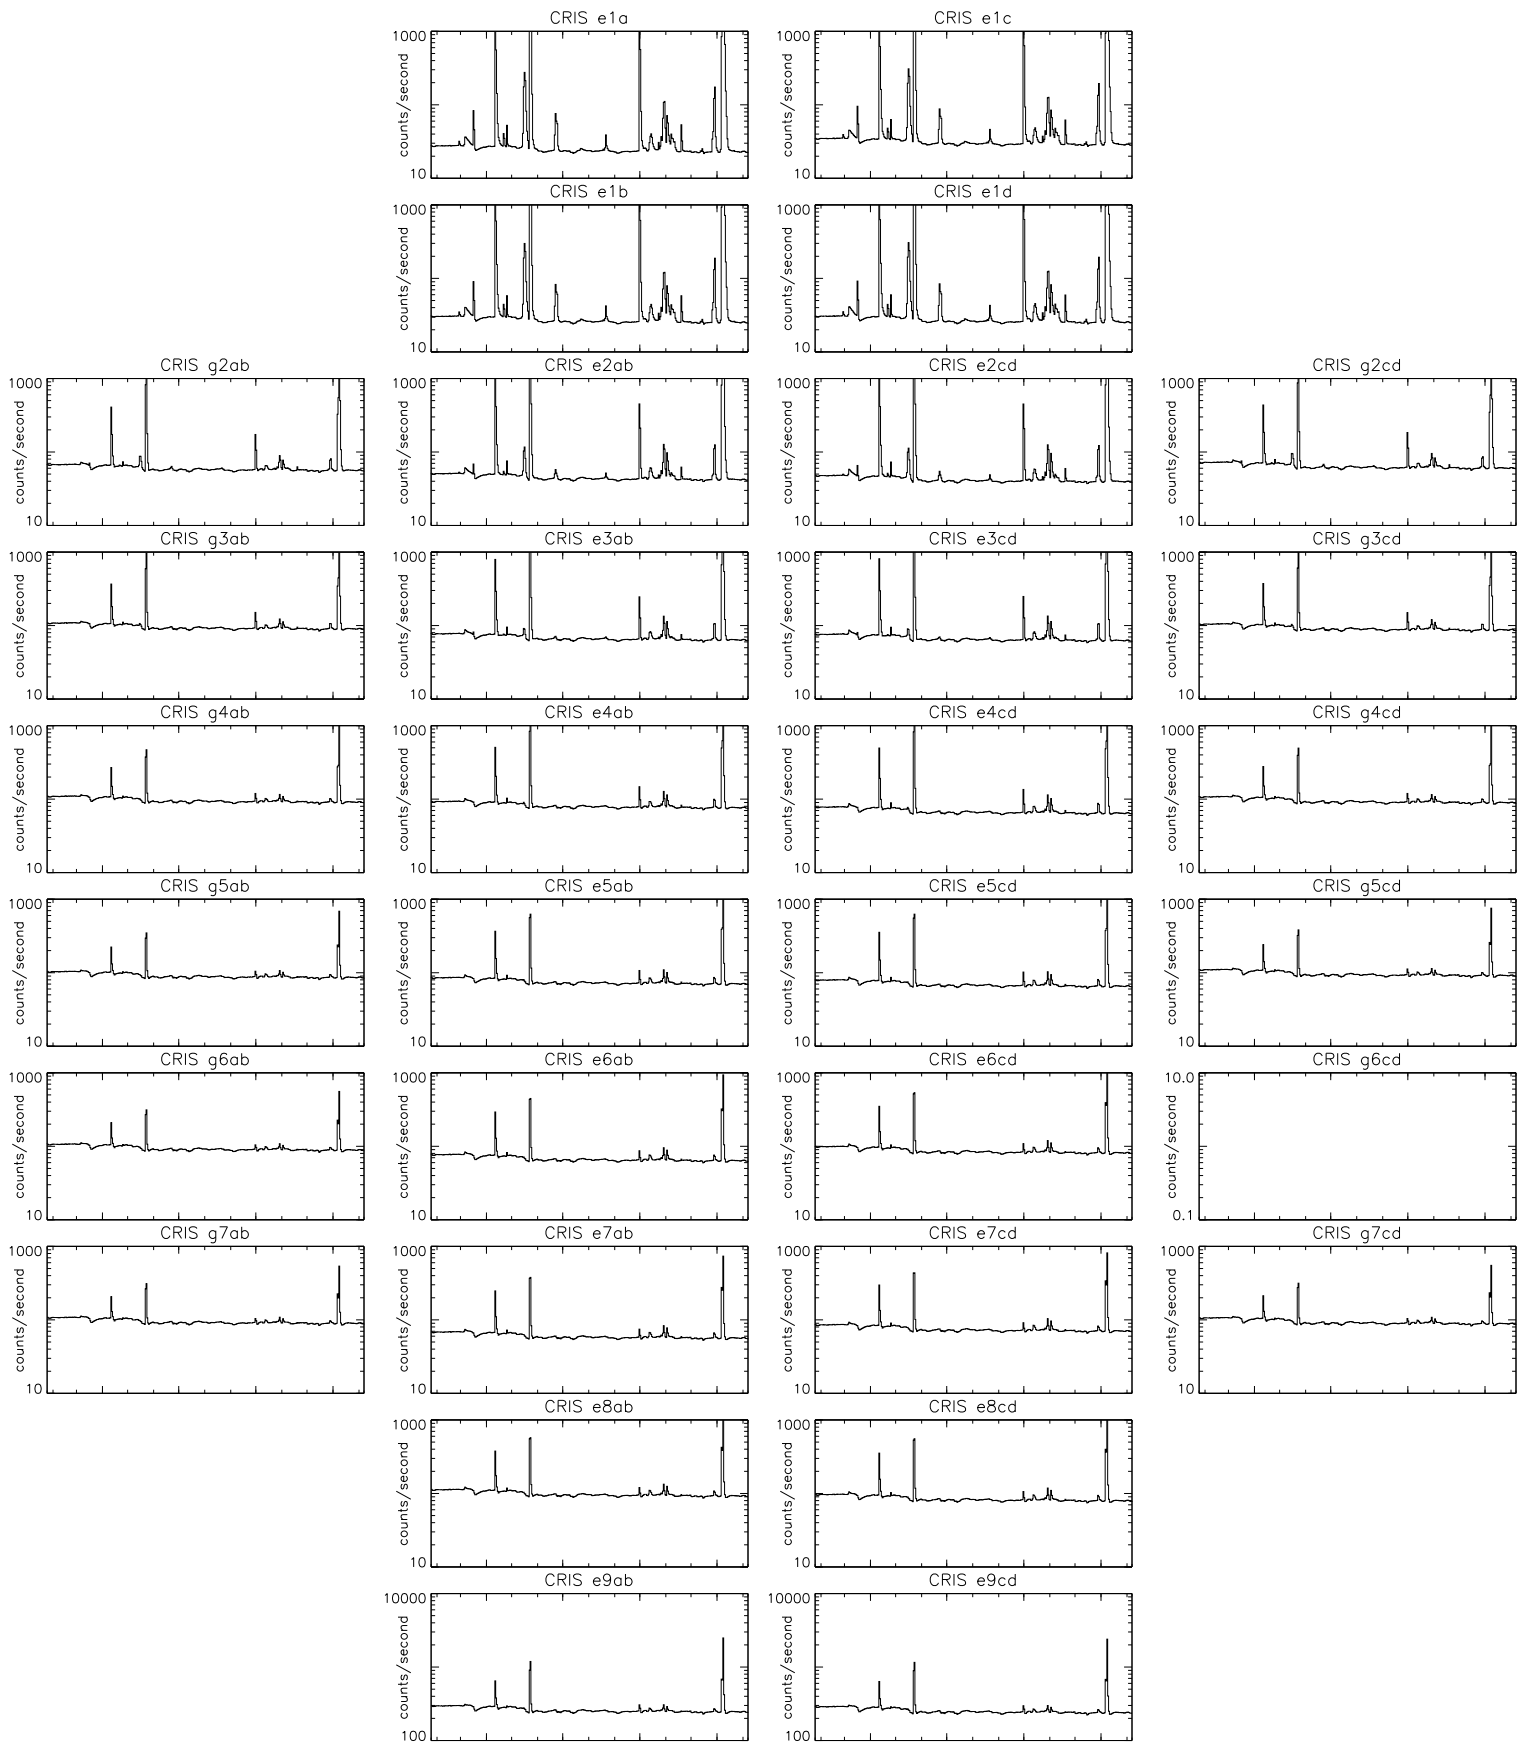 CRIS e1a
CRIS e1c
1000
counts/second
10
1000
counts/second
10
CRIS e1b
CRIS e1d
1000
counts/second
10
1000
counts/second
10
CRIS g2ab
CRIS e2ab
CRIS e2cd
CRIS g2cd
1000
counts/second
10
1000
counts/second
10
1000
counts/second
10
1000
counts/second
10
CRIS g3ab
CRIS e3ab
CRIS e3cd
CRIS g3cd
1000
counts/second
10
1000
counts/second
10
1000
counts/second
10
1000
counts/second
10
CRIS g4ab
CRIS e4ab
CRIS e4cd
CRIS g4cd
1000
counts/second
10
1000
counts/second
10
1000
counts/second
10
1000
counts/second
10
CRIS g5ab
CRIS e5ab
CRIS e5cd
CRIS g5cd
1000
counts/second
10
1000
counts/second
10
1000
counts/second
10
1000
counts/second
10
CRIS g6ab
CRIS e6ab
CRIS e6cd
CRIS g6cd
1000
counts/second
10
1000
counts/second
10
1000
counts/second
10
10.0
counts/second
0.1
CRIS g7ab
CRIS e7ab
CRIS e7cd
CRIS g7cd
1000
counts/second
10
1000
counts/second
10
1000
counts/second
10
1000
counts/second
10
CRIS e8ab
CRIS e8cd
1000
counts/second
10
1000
counts/second
10
CRIS e9ab
CRIS e9cd
10000
counts/second
100
10000
counts/second
100